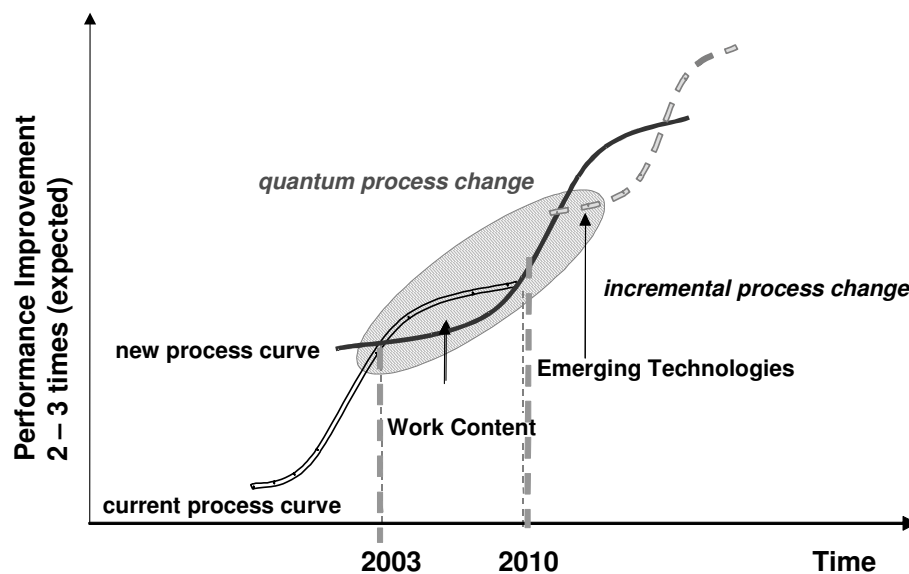 Performance Improvement
2 – 3 times (expected)
quantum process change
incremental process change
new process curve
Emerging Technologies
Work Content
current process curve
2003
2010
Time